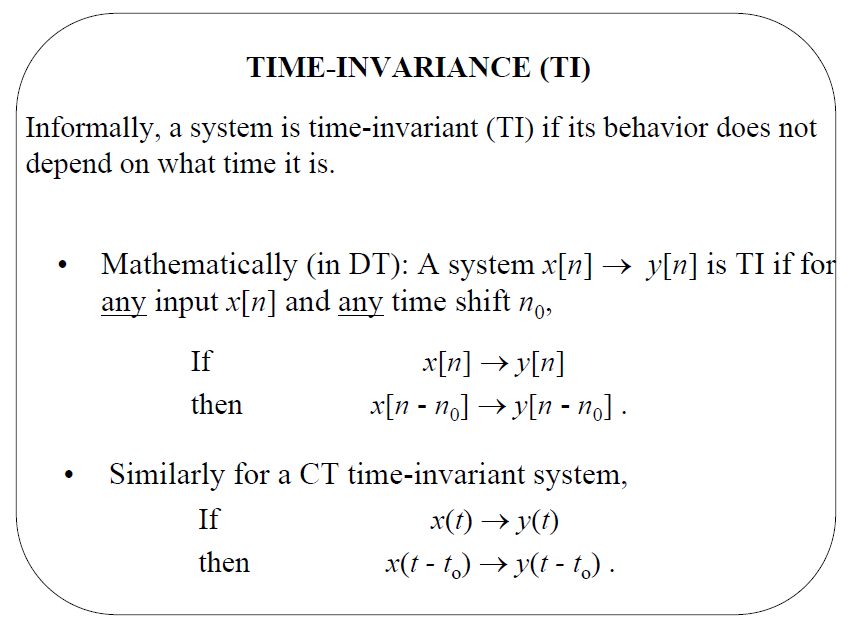 TIME-INVARIANCE (TI)
Informally, a system is time-invariant (TI) if its behavior does not
depend on what time it is.
• Mathematically (in DT): A system x[n] → y[n] is TI if for
any input x[n] and any time shift n₀,
If x[n] → y[n]
then x[n - n₀] → y[n - n₀] .
• Similarly for a CT time-invariant system,
If x(t) → y(t)
then x(t - tₒ) → y(t - tₒ) .